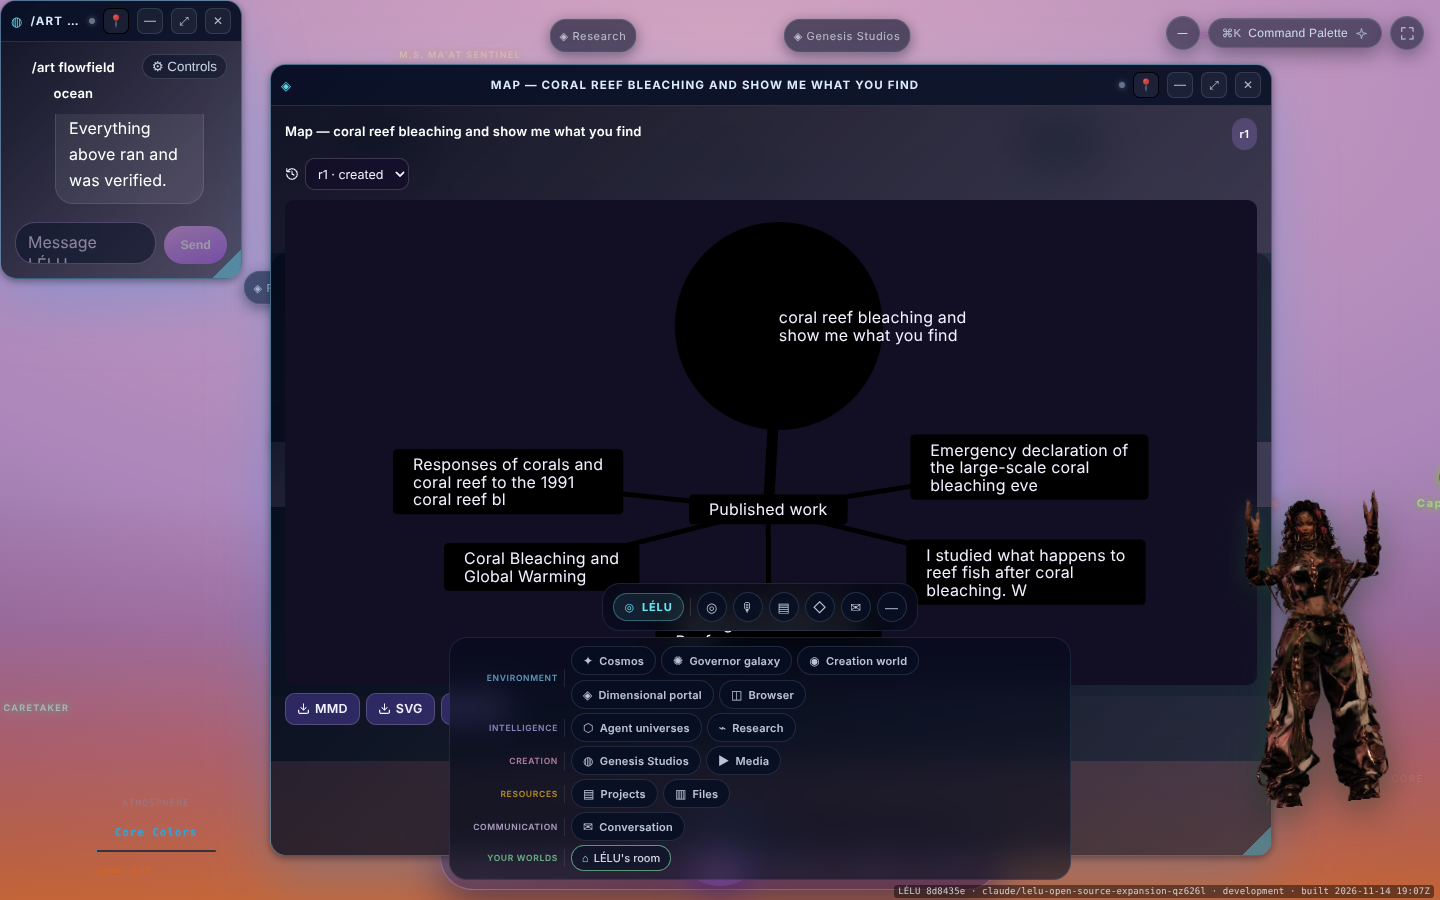 /ART ...
Research
Genesis Studios
⌘K Command Palette
M.S. MA'AT SENTINEL
/art flowfield
ocean
Controls
Everything
above ran and
was verified.
Message
LÉLU
Send
MAP — CORAL REEF BLEACHING AND SHOW ME WHAT YOU FIND
Map — coral reef bleaching and show me what you find
r1
r1 · created
coral reef bleaching and
show me what you find
Responses of corals and
coral reef to the 1991
coral reef bl
Emergency declaration of
the large-scale coral
bleaching eve
Published work
Coral Bleaching and
Global Warming
I studied what happens to
reef fish after coral
bleaching. W
LÉLU
MMD
SVG
ENVIRONMENT
Cosmos
Governor galaxy
Creation world
Dimensional portal
Browser
INTELLIGENCE
Agent universes
Research
CREATION
Genesis Studios
Media
RESOURCES
Projects
Files
COMMUNICATION
Conversation
YOUR WORLDS
LÉLU's room
Cap
CORE
CARETAKER
ATMOSPHERE
Core Colors
LÉLU 8d8435e · claude/lelu-open-source-expansion-qz626l · development · built 2026-11-14 19:07Z